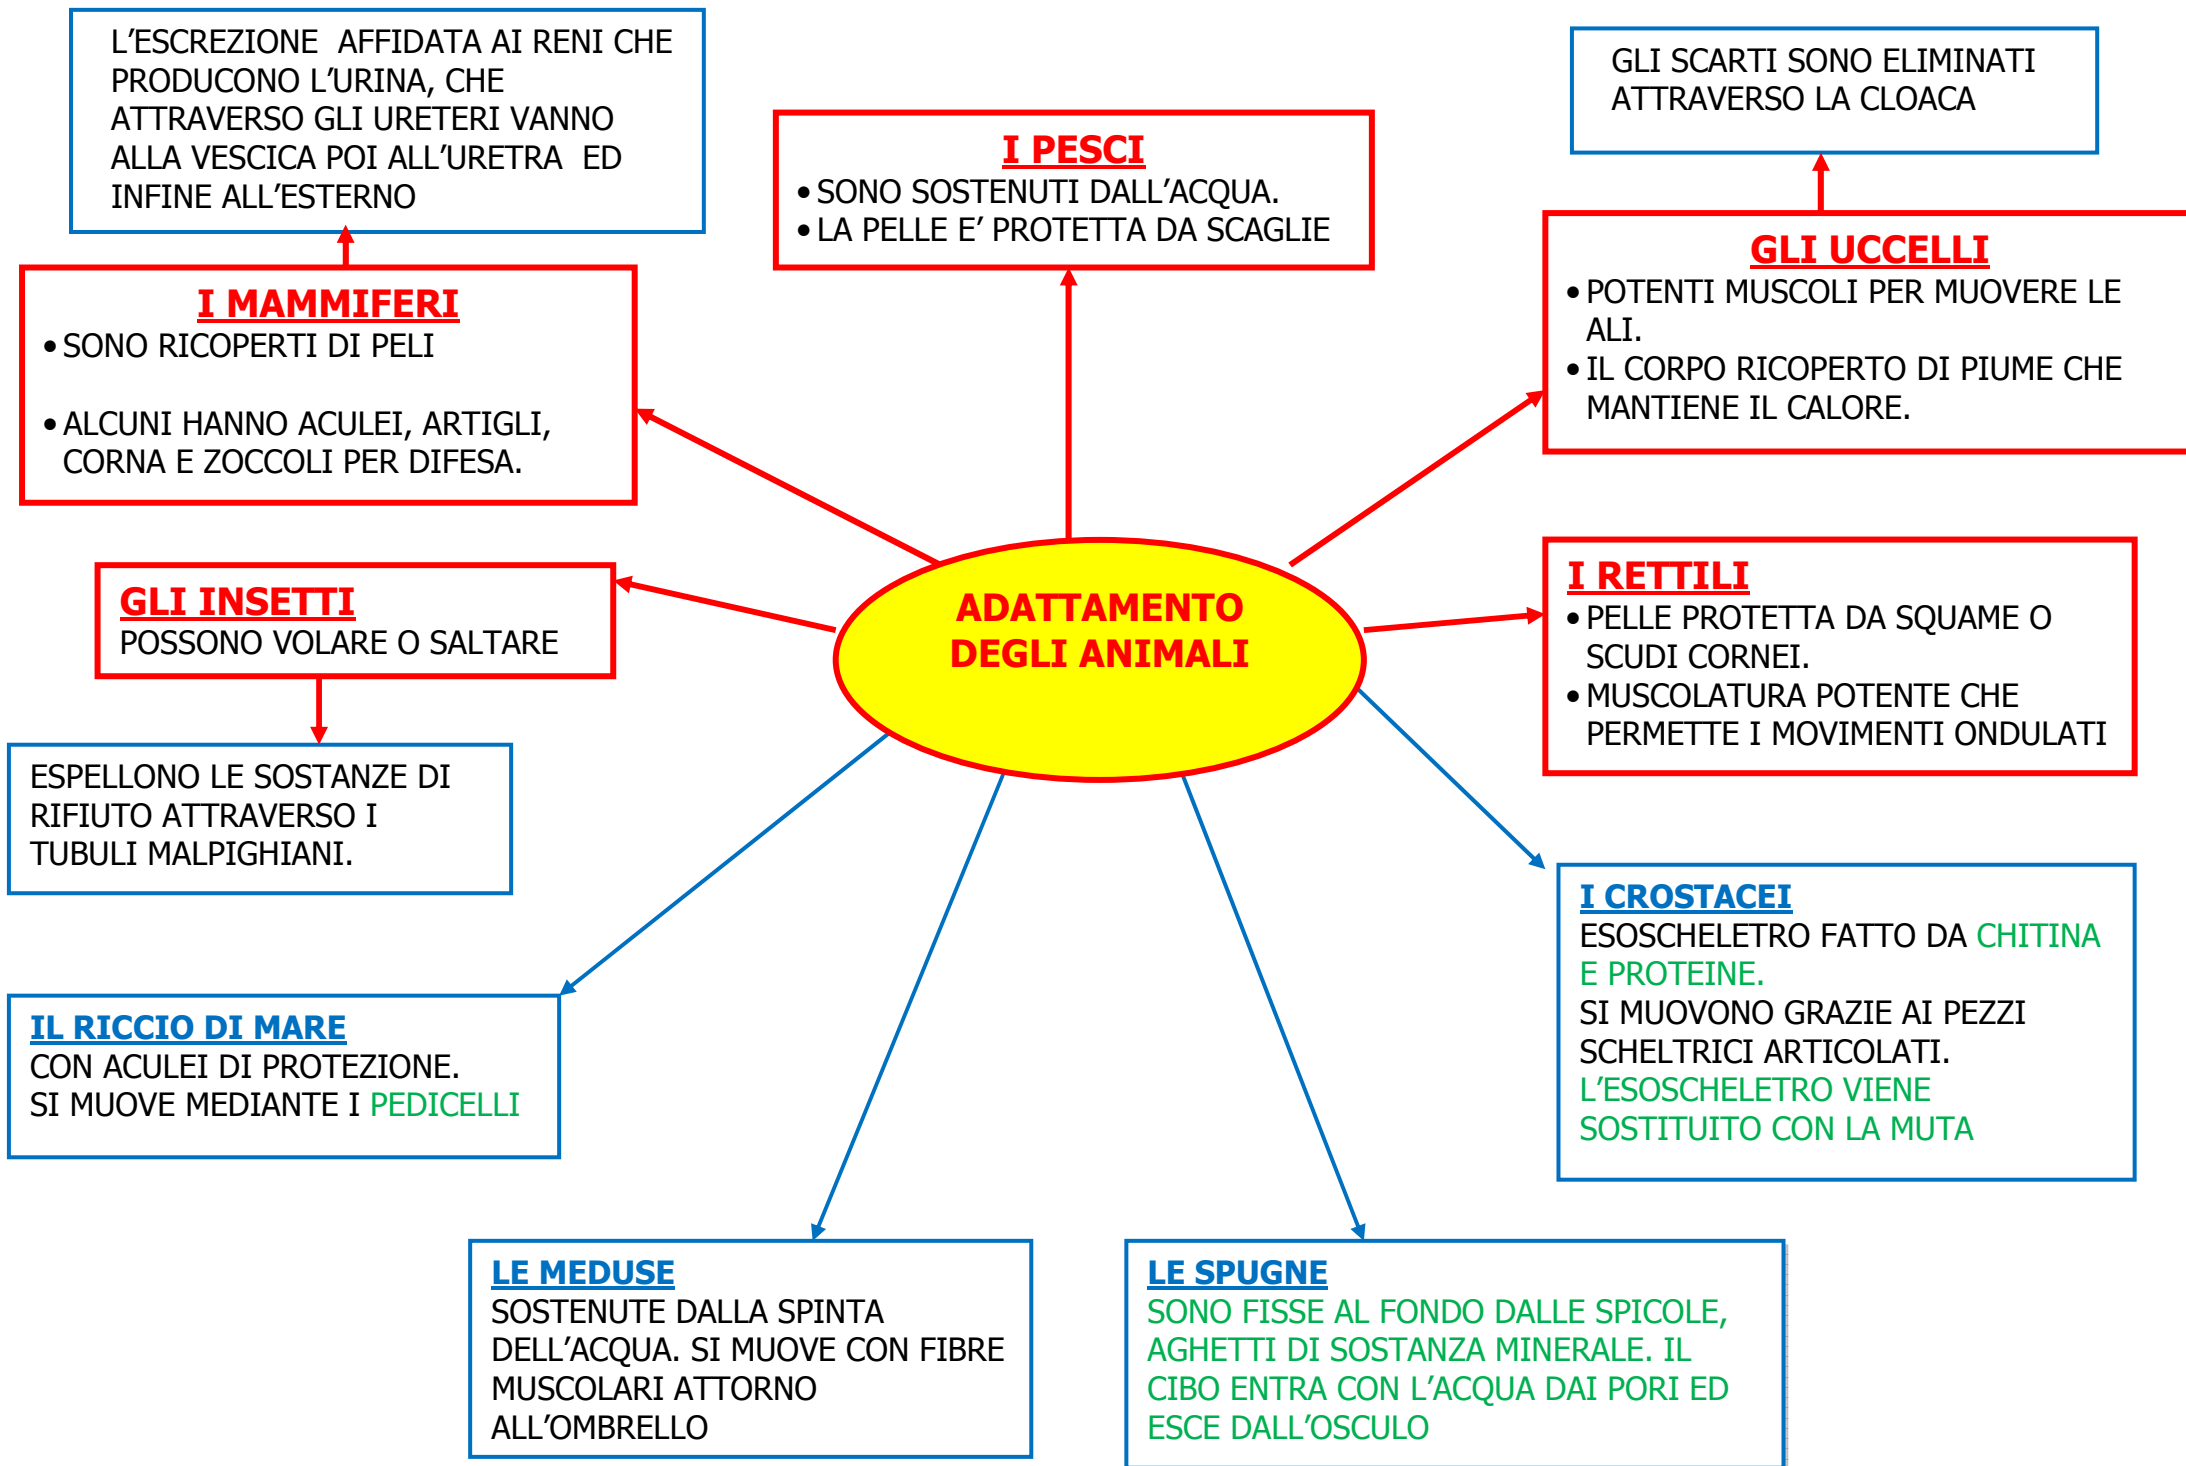 L'ESCREZIONE  AFFIDATA AI RENI CHE
PRODUCONO L'URINA, CHE
ATTRAVERSO GLI URETERI VANNO
ALLA VESCICA POI ALL'URETRA  ED
INFINE ALL'ESTERNO
I PESCI
• SONO SOSTENUTI DALL'ACQUA.
• LA PELLE E' PROTETTA DA SCAGLIE
GLI SCARTI SONO ELIMINATI
ATTRAVERSO LA CLOACA
I MAMMIFERI
• SONO RICOPERTI DI PELI
• ALCUNI HANNO ACULEI, ARTIGLI,
CORNA E ZOCCOLI PER DIFESA.
GLI UCCELLI
• POTENTI MUSCOLI PER MUOVERE LE
ALI.
• IL CORPO RICOPERTO DI PIUME CHE
MANTIENE IL CALORE.
GLI INSETTI
POSSONO VOLARE O SALTARE
ADATTAMENTO
DEGLI ANIMALI
I RETTILI
• PELLE PROTETTA DA SQUAME O
SCUDI CORNEI.
• MUSCOLATURA POTENTE CHE
PERMETTE I MOVIMENTI ONDULATI
ESPELLONO LE SOSTANZE DI
RIFIUTO ATTRAVERSO I
TUBULI MALPIGHIANI.
I CROSTACEI
ESOSCHELETRO FATTO DA CHITINA
E PROTEINE.
SI MUOVONO GRAZIE AI PEZZI
SCHELTRICI ARTICOLATI.
L'ESOSCHELETRO VIENE
SOSTITUITO CON LA MUTA
IL RICCIO DI MARE
CON ACULEI DI PROTEZIONE.
SI MUOVE MEDIANTE I PEDICELLI
LE MEDUSE
SOSTENUTE DALLA SPINTA
DELL'ACQUA. SI MUOVE CON FIBRE
MUSCOLARI ATTORNO
ALL'OMBRELLO
LE SPUGNE
SONO FISSE AL FONDO DALLE SPICOLE,
AGHETTI DI SOSTANZA MINERALE. IL
CIBO ENTRA CON L'ACQUA DAI PORI ED
ESCE DALL'OSCULO